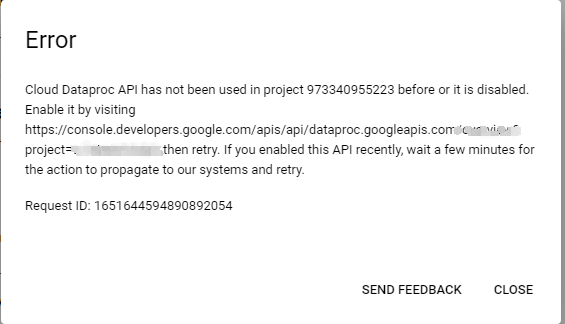 Error
Cloud Dataproc API has not been used in project 973340955223 before or it is disabled.
Enable it by visiting
https://console.developers.google.com/apis/api/dataproc.googleapis.com/
project= ,then retry. If you enabled this API recently, wait a few minutes for
the action to propagate to our systems and retry.
Request ID: 1651644594890892054
SEND FEEDBACK CLOSE